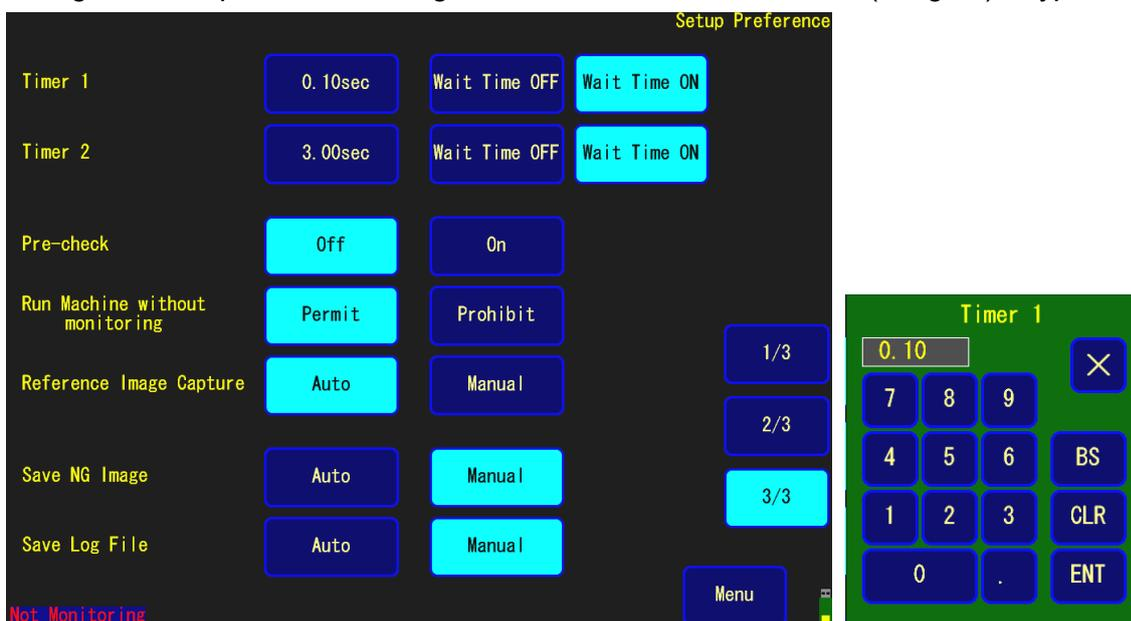 Setup Preference
Timer 1 0.10sec Wait Time OFF Wait Time ON
Timer 2 3.00sec Wait Time OFF Wait Time ON
Pre-check Off On
Run Machine without
monitoring Permit Prohibit
1/3
Reference Image Capture Auto Manual
2/3
Save NG Image Auto Manual
3/3
Save Log File Auto Manual
Menu
Not Monitoring
Timer 1
0.10
×
7 8 9
4 5 6 BS
1 2 3 CLR
0 . ENT